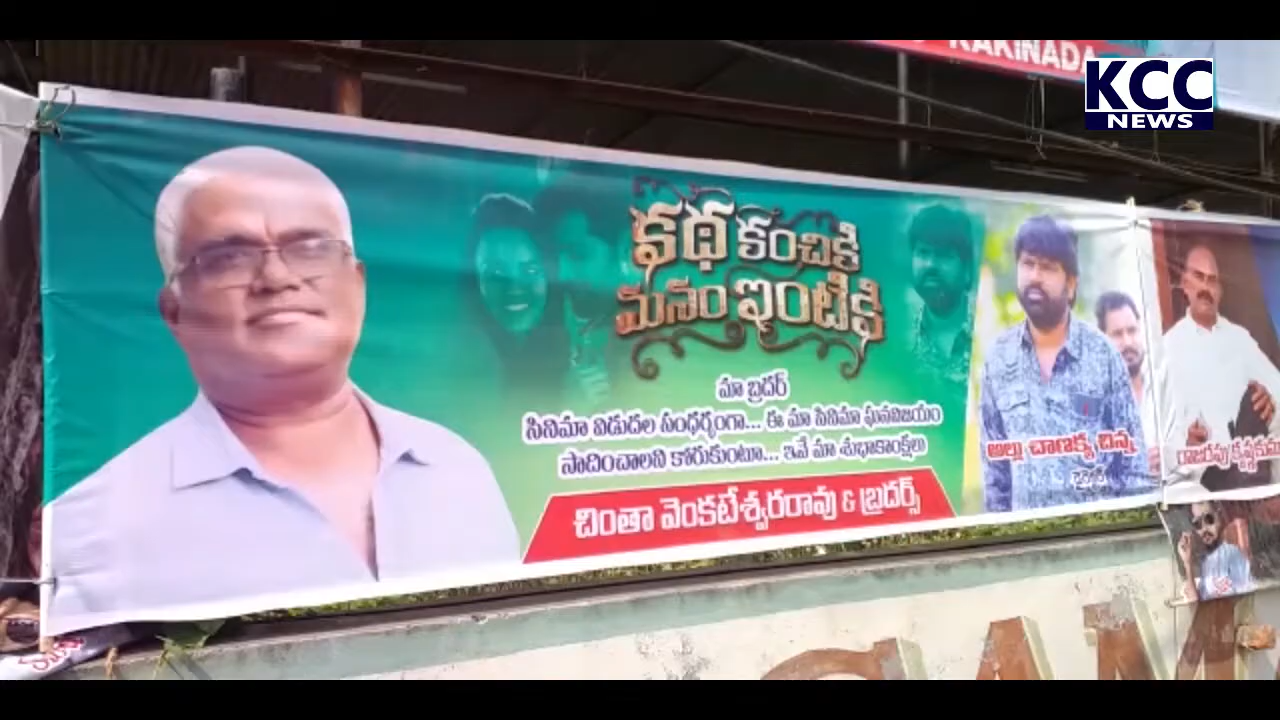 KAKINADA
KCC
NEWS
కథ కంచికి
మనం ఇంటికి
మా బ్రదర్
సినిమా విడుదల సందర్భంగా... ఈ మా సినిమా ఘనవిజయం
సాదించాలని కోరుకుంటూ... ఇవే మా శుభాకాంక్షలు
చింతా వెంకటేశ్వరరావు & బ్రదర్స్
అల్లు చాణక్య చిన్న